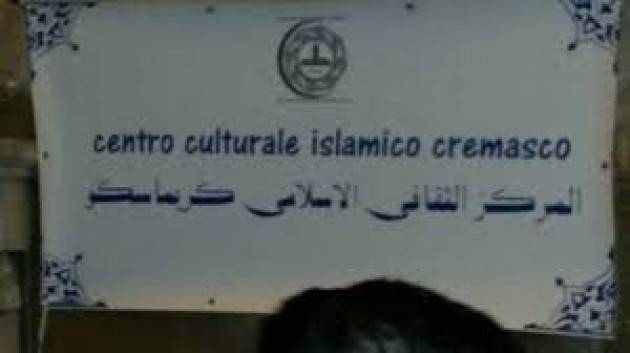 centro culturale islamico cremasco
المركز الثقافي الاسلامي كريماسكو